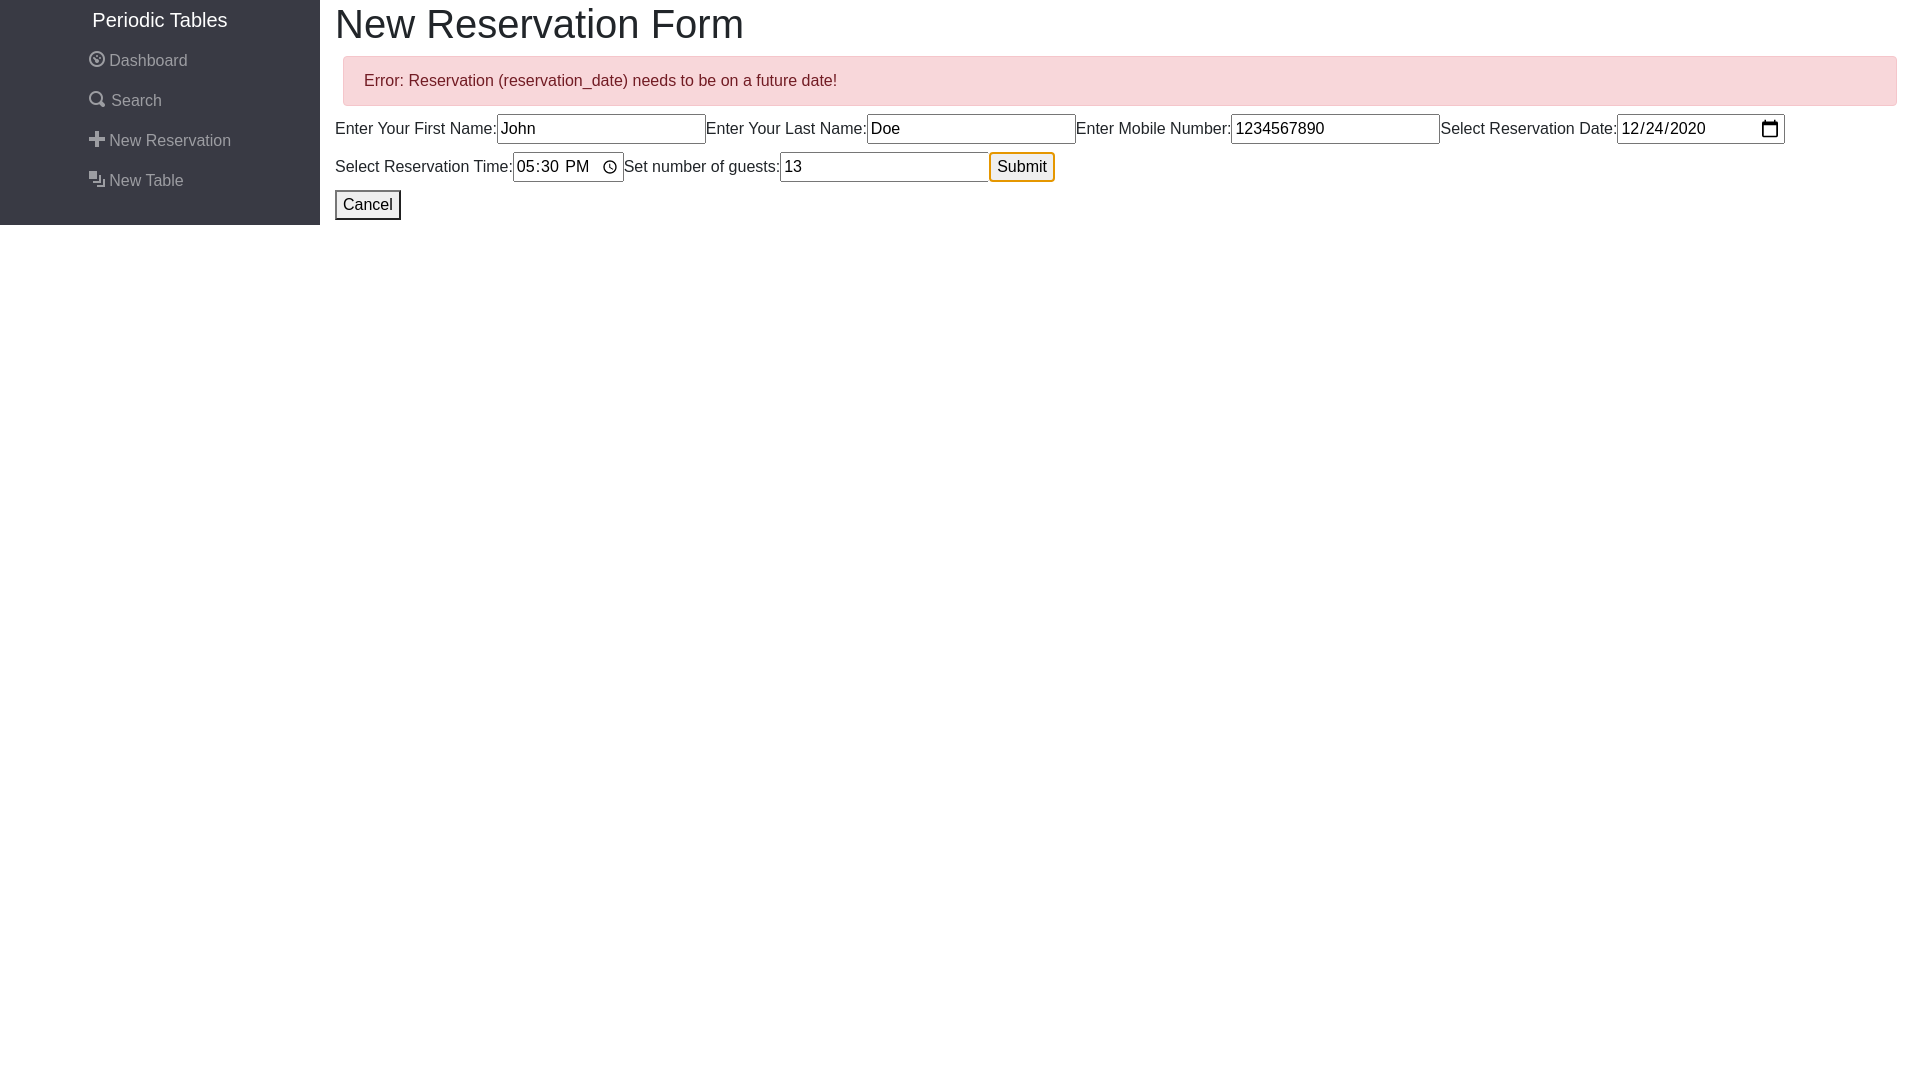 Periodic Tables
Dashboard
Search
New Reservation
New Table
New Reservation Form
Error: Reservation (reservation_date) needs to be on a future date!
Enter Your First Name: John Enter Your Last Name: Doe Enter Mobile Number: 1234567890 Select Reservation Date: 12/24/2020
Select Reservation Time: 05:30 PM Set number of guests: 13 Submit
Cancel